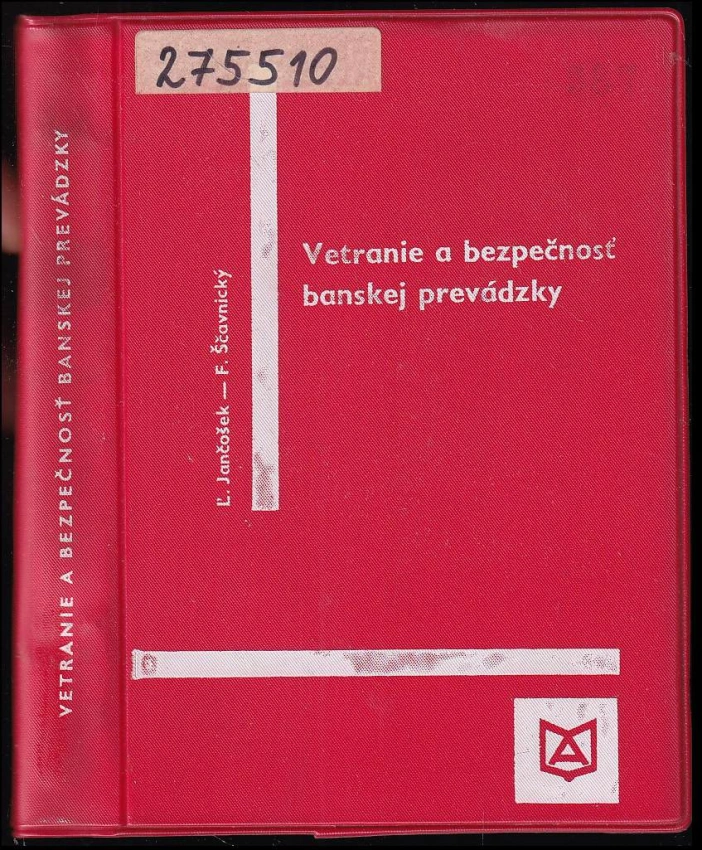 275510
Vetranie a bezpečnosť
banskej prevádzky
Ľ. Jančošek — F. Ščavnický
VETRANIE A BEZPEČNOSŤ BANSKEJ PREVÁDZKY